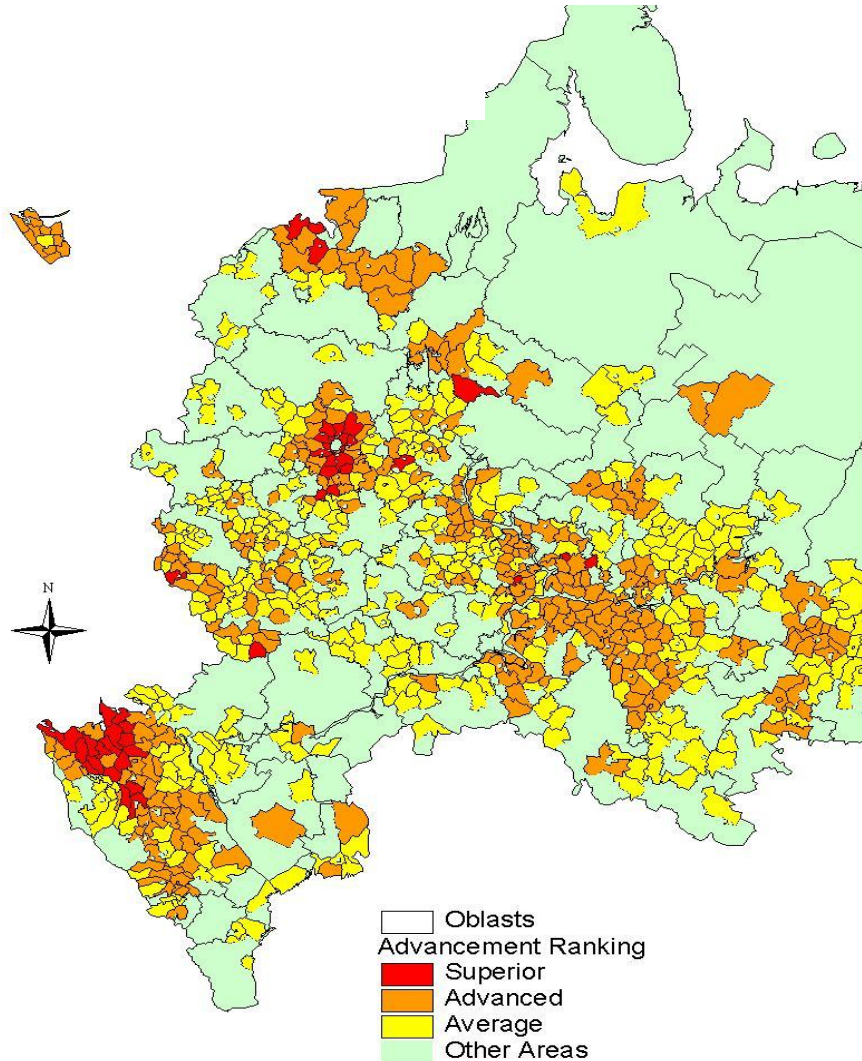 N
Oblasts
Advancement Ranking
Superior
Advanced
Average
Other Areas